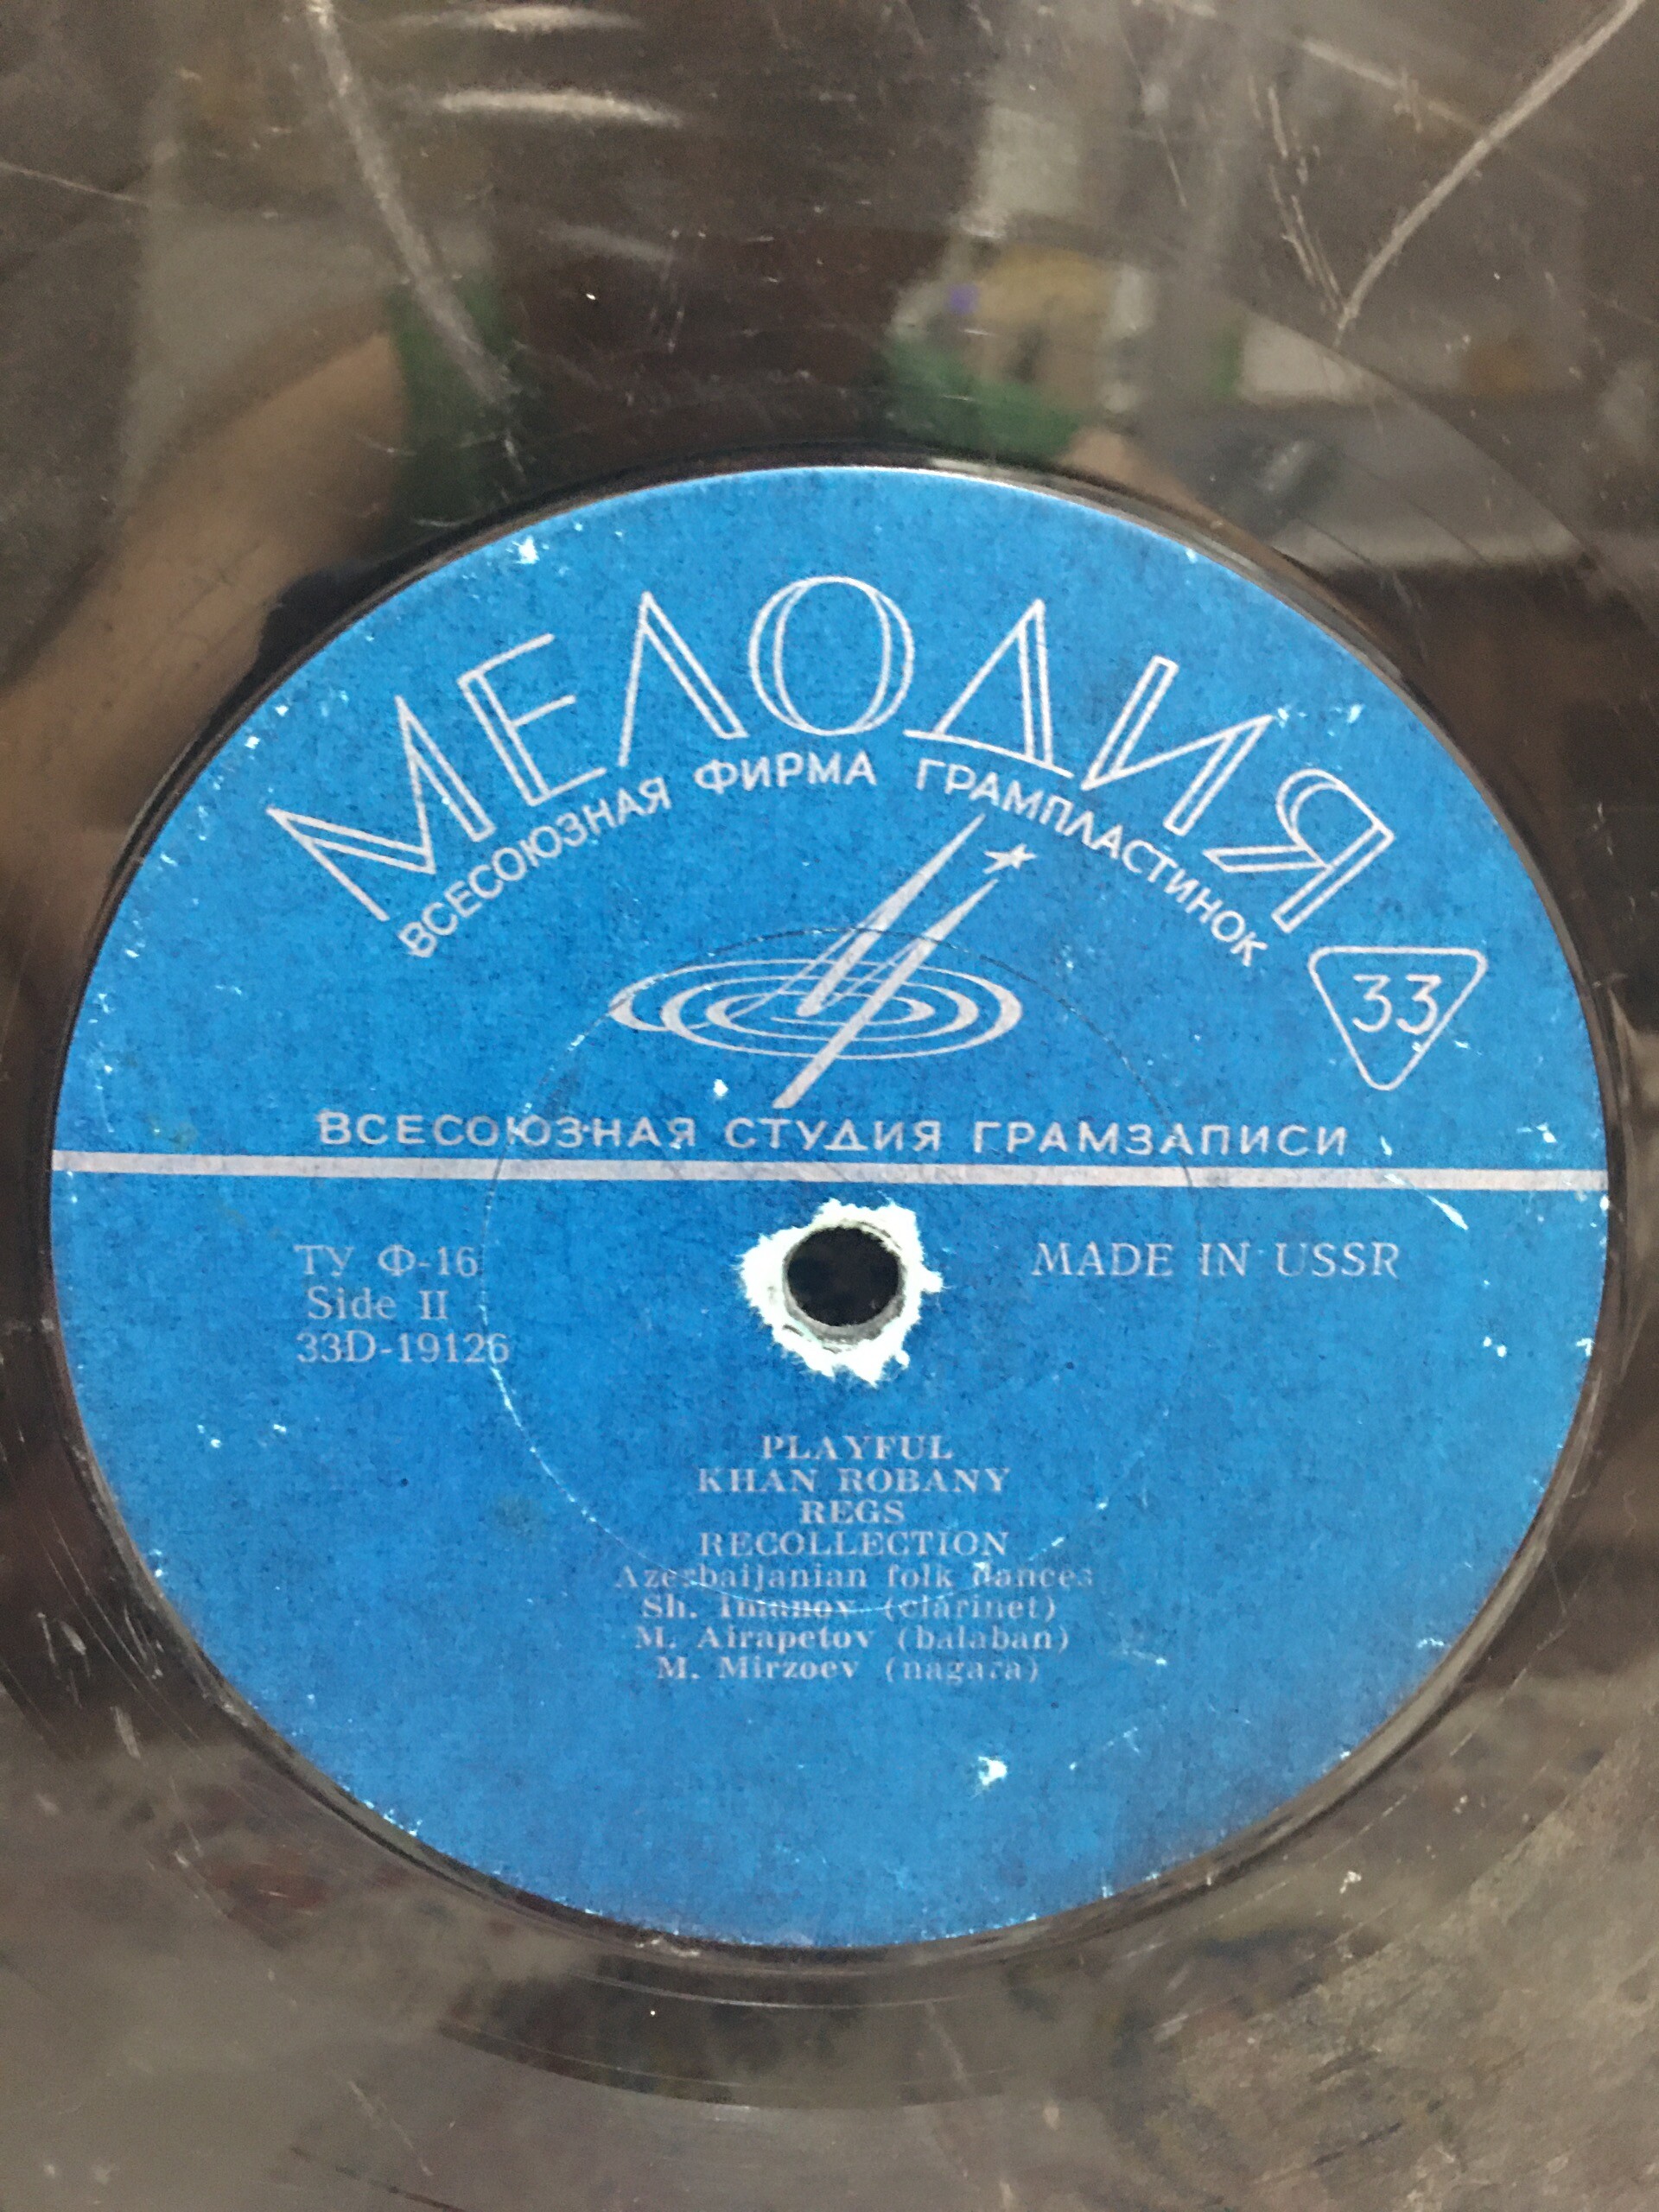 МЕЛОДИЯ
ВСЕСОЮЗНАЯ ФИРМА ГРАМПЛАСТИНОК
33
ВСЕСОЮЗНАЯ СТУДИЯ ГРАМЗАПИСИ
ТУ Ф-16
Side II
33D-19126
MADE IN USSR
PLAYFUL
KHAN ROBANY
REGS
RECOLLECTION
Azerbaijanian folk dances
Sh. Imanov (clarinet)
M. Airapetov (balaban)
M. Mirzoev (nagara)